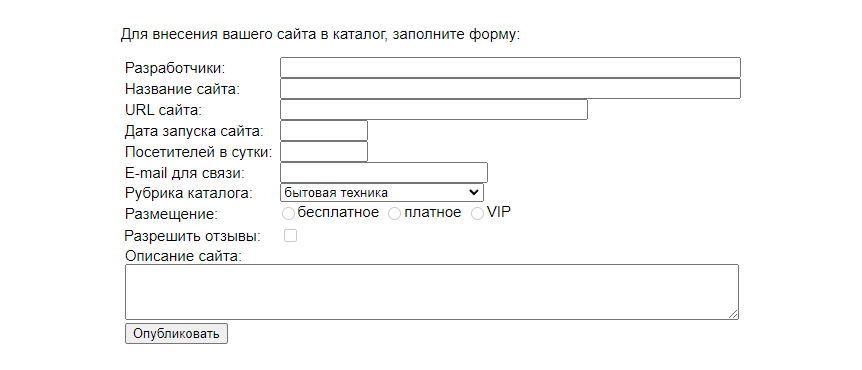 Для внесения вашего сайта в каталог, заполните форму:
Разработчики:
Название сайта:
URL сайта:
Дата запуска сайта:
Посетителей в сутки:
E-mail для связи:
Рубрика каталога: бытовая техника
Размещение: бесплатное платное VIP
Разрешить отзывы:
Описание сайта:
Опубликовать